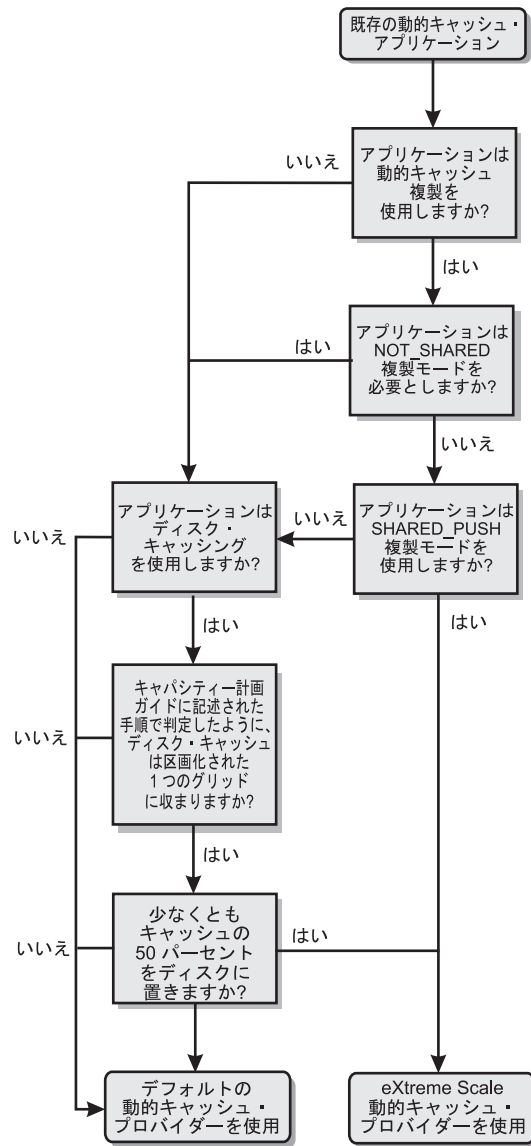 既存の動的キャッシュ・
アプリケーション
アプリケーションは
動的キャッシュ
複製を
使用しますか?
いいえ
はい
アプリケーションは
NOT_SHARED
複製モードを
必要としますか?
はい
いいえ
アプリケーションは
SHARED_PUSH
複製モードを
使用しますか?
いいえ
はい
アプリケーションは
ディスク・
キャッシング
を使用しますか?
いいえ
はい
キャパシティー計画
ガイドに記述された
手順で判定したように、
ディスク・キャッシュ
は区画化された
1 つのグリッド
に収まりますか?
いいえ
はい
少なくとも
キャッシュの
50 パーセント
をディスクに
置きますか?
いいえ
はい
デフォルトの
動的キャッシュ・
プロバイダーを使用
eXtreme Scale
動的キャッシュ・
プロバイダーを使用